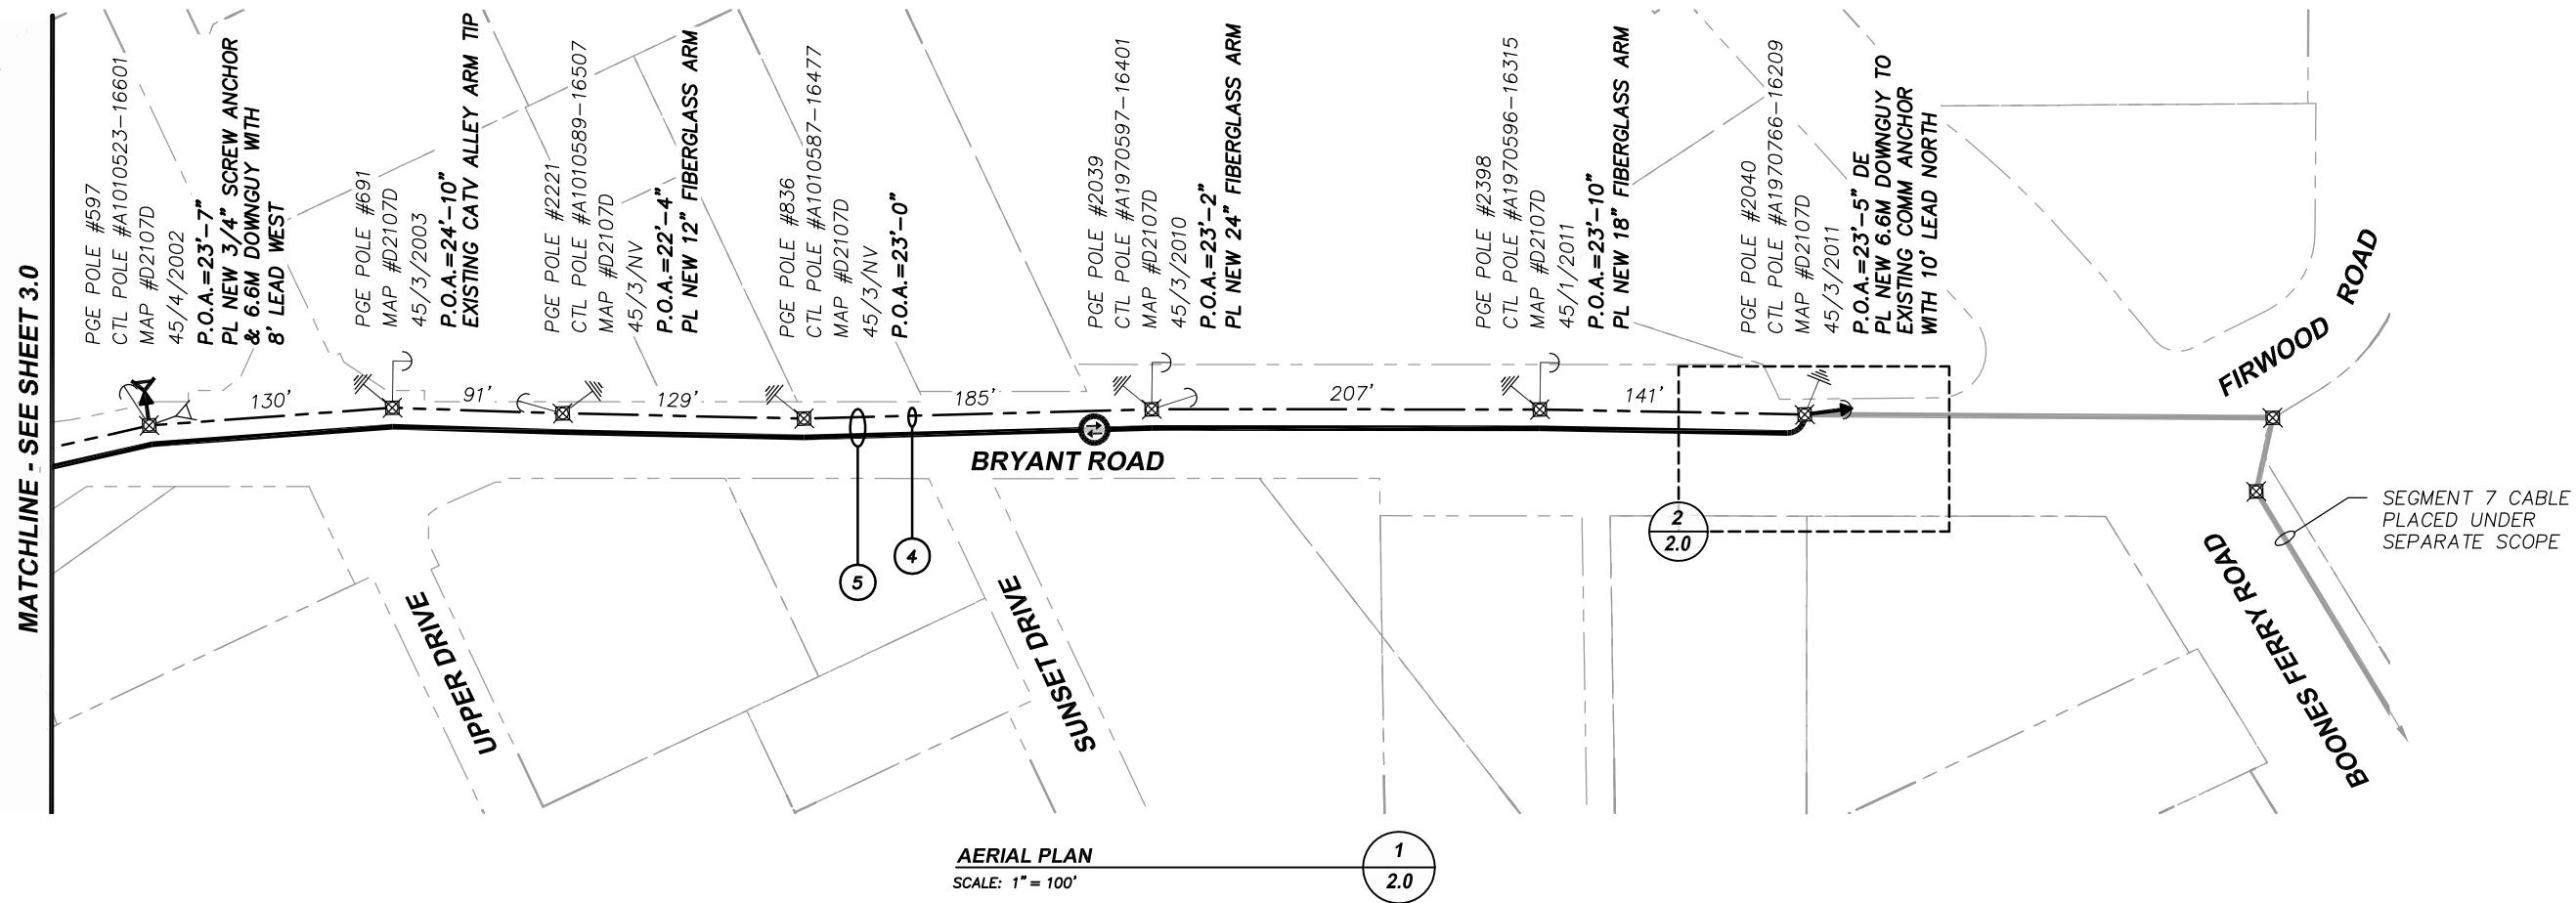 MATCHLINE - SEE SHEET 3.0
PGE POLE #597
CTL POLE #A1010523-16601
MAP #D2107D
45/4/2002
P.O.A.=23'-7"
PL NEW 3/4" SCREW ANCHOR
& 6.6M DOWNGUY WITH
8' LEAD WEST
PGE POLE #691
MAP #D2107D
45/3/2003
P.O.A.=24'-10"
EXISTING CATV ALLEY ARM TIP
PGE POLE #2221
CTL POLE #A1010589-16507
MAP #D2107D
45/3/NV
P.O.A.=22'-4"
PL NEW 12" FIBERGLASS ARM
PGE POLE #836
CTL POLE #A1010587-16477
MAP #D2107D
45/3/NV
P.O.A.=23'-0"
PGE POLE #2039
CTL POLE #A1970597-16401
MAP #D2107D
45/3/2010
P.O.A.=23'-2"
PL NEW 24" FIBERGLASS ARM
PGE POLE #2398
CTL POLE #A1970596-16315
MAP #D2107D
45/1/2011
P.O.A.=23'-10"
PL NEW 18" FIBERGLASS ARM
PGE POLE #2040
CTL POLE #A1970766-16209
MAP #D2107D
45/3/2011
P.O.A.=23'-5" DE
PL NEW 6.6M DOWNGUY TO
EXISTING COMM ANCHOR
WITH 10' LEAD NORTH
FIRWOOD ROAD
130'
91'
129'
185'
207'
141'
BRYANT ROAD
5
4
2
2.0
SEGMENT 7 CABLE
PLACED UNDER
SEPARATE SCOPE
UPPER DRIVE
SUNSET DRIVE
BOONES FERRY ROAD
AERIAL PLAN
SCALE: 1" = 100'
1
2.0